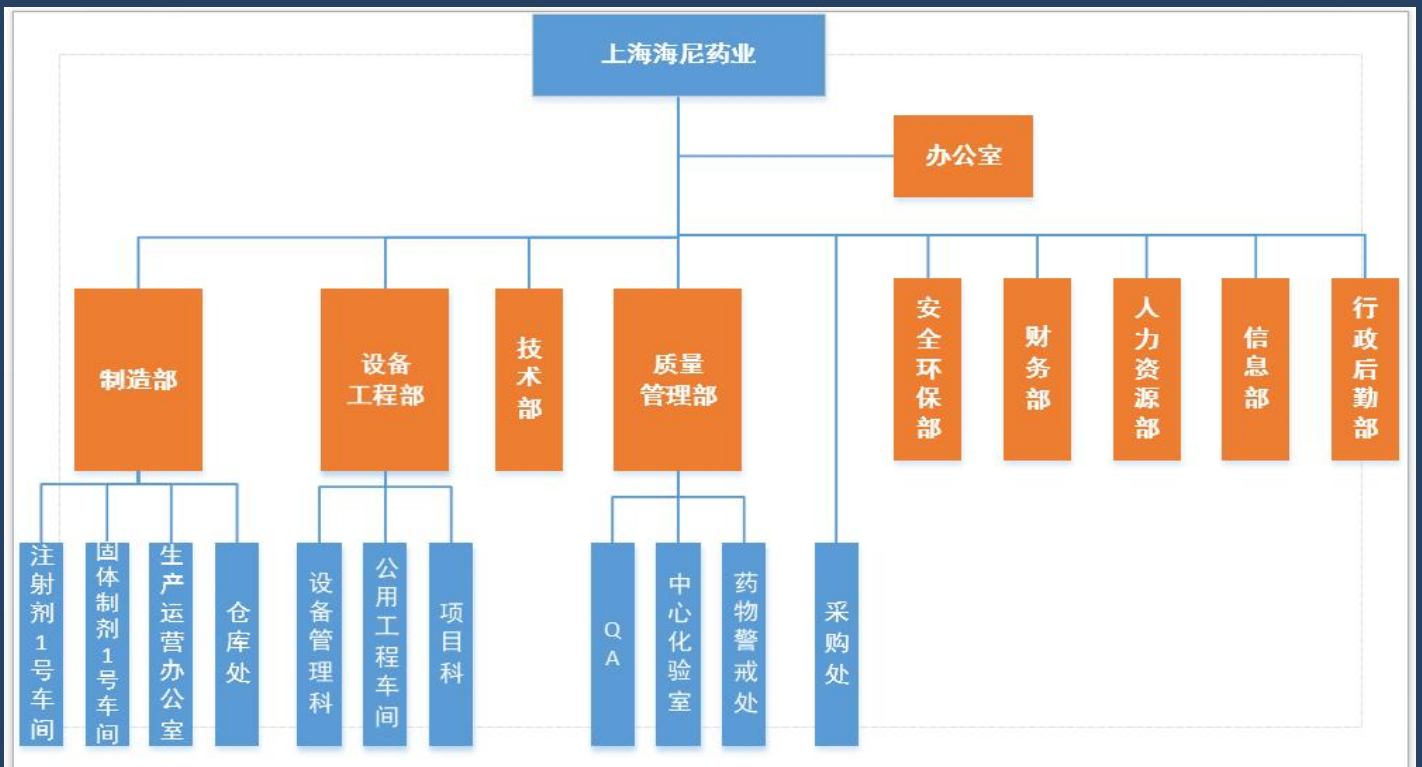 上海海尼药业
办公室
制造部
设备
工程部
技术部
质量
管理部
安全环保部
财务部
人力资源部
信息部
行政后勤部
注射剂1号车间
固体制剂1号车间
生产运营办公室
仓库处
设备管理科
公用工程车间
项目科
QA
中心化验室
药物警戒处
采购处